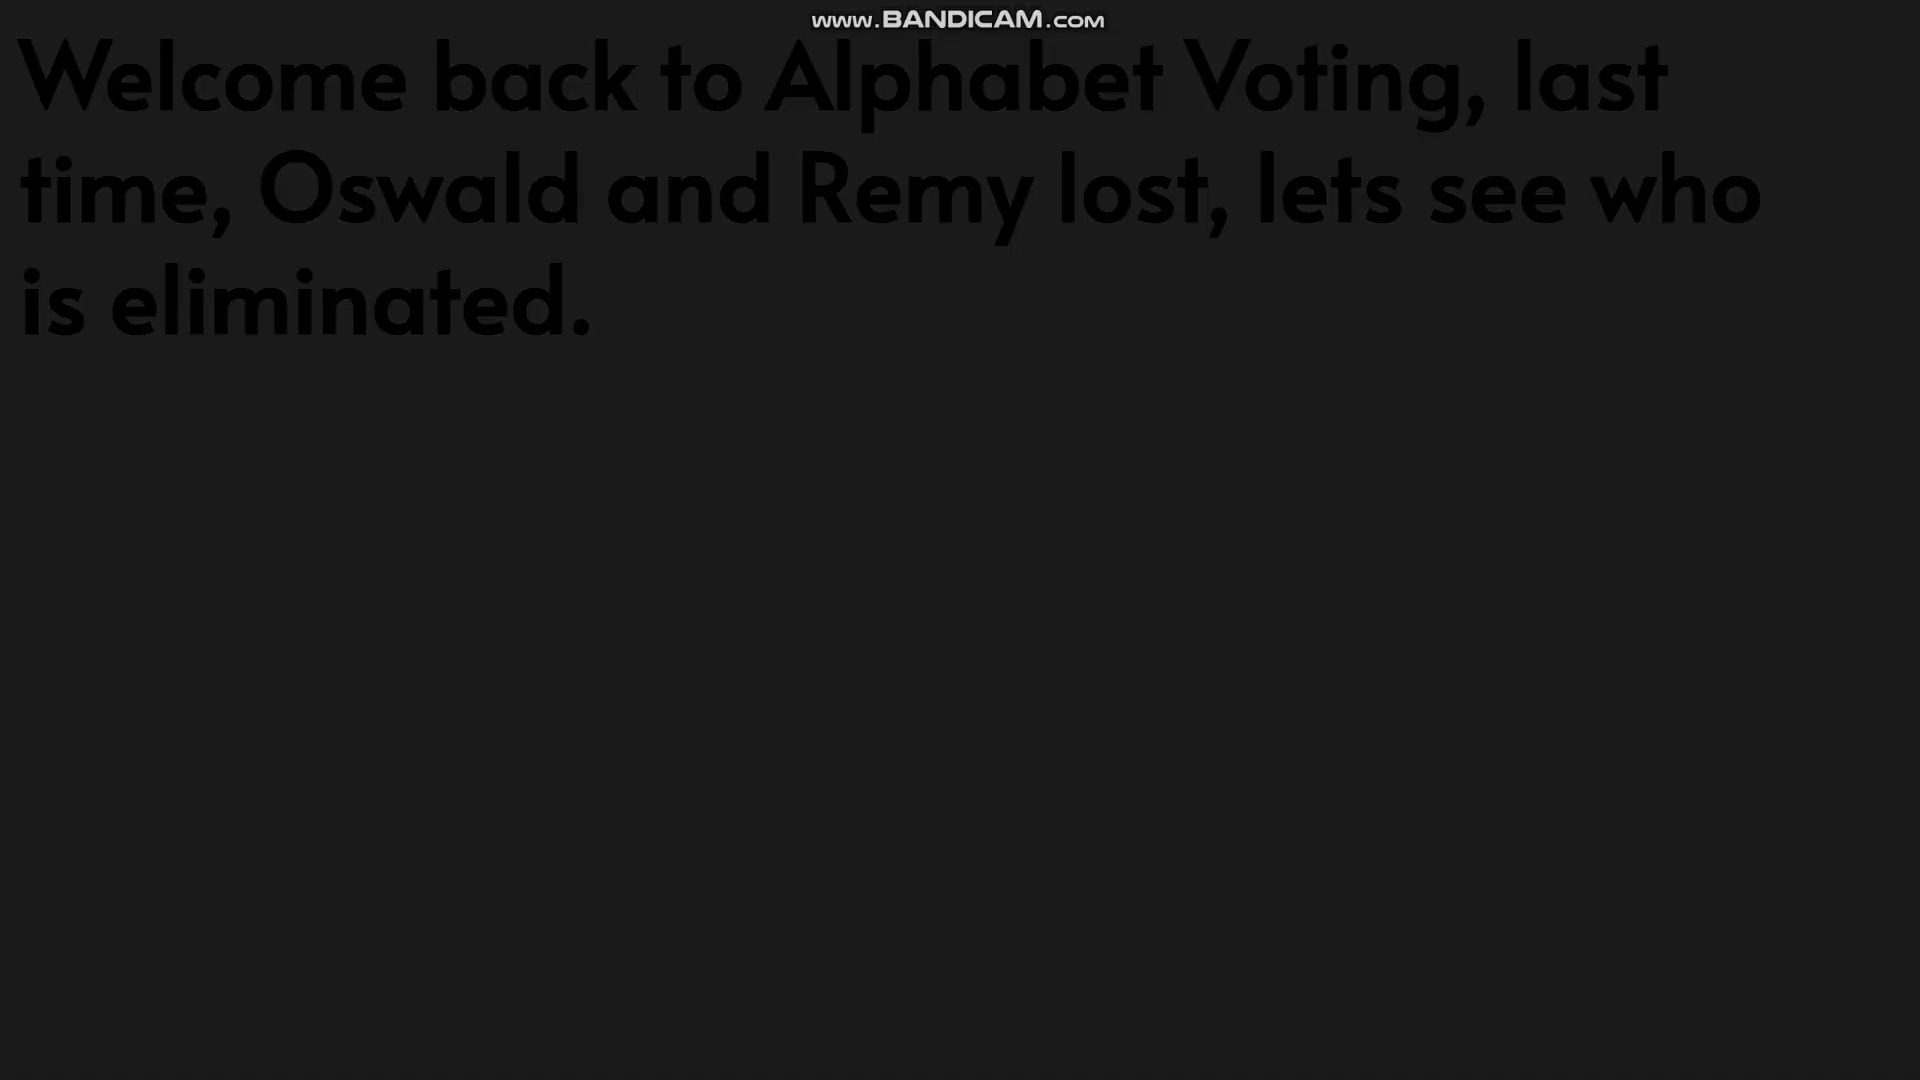 www.BANDICAM.com
Welcome back to Alphabet Voting, last
time, Oswald and Remy lost, lets see who
is eliminated.